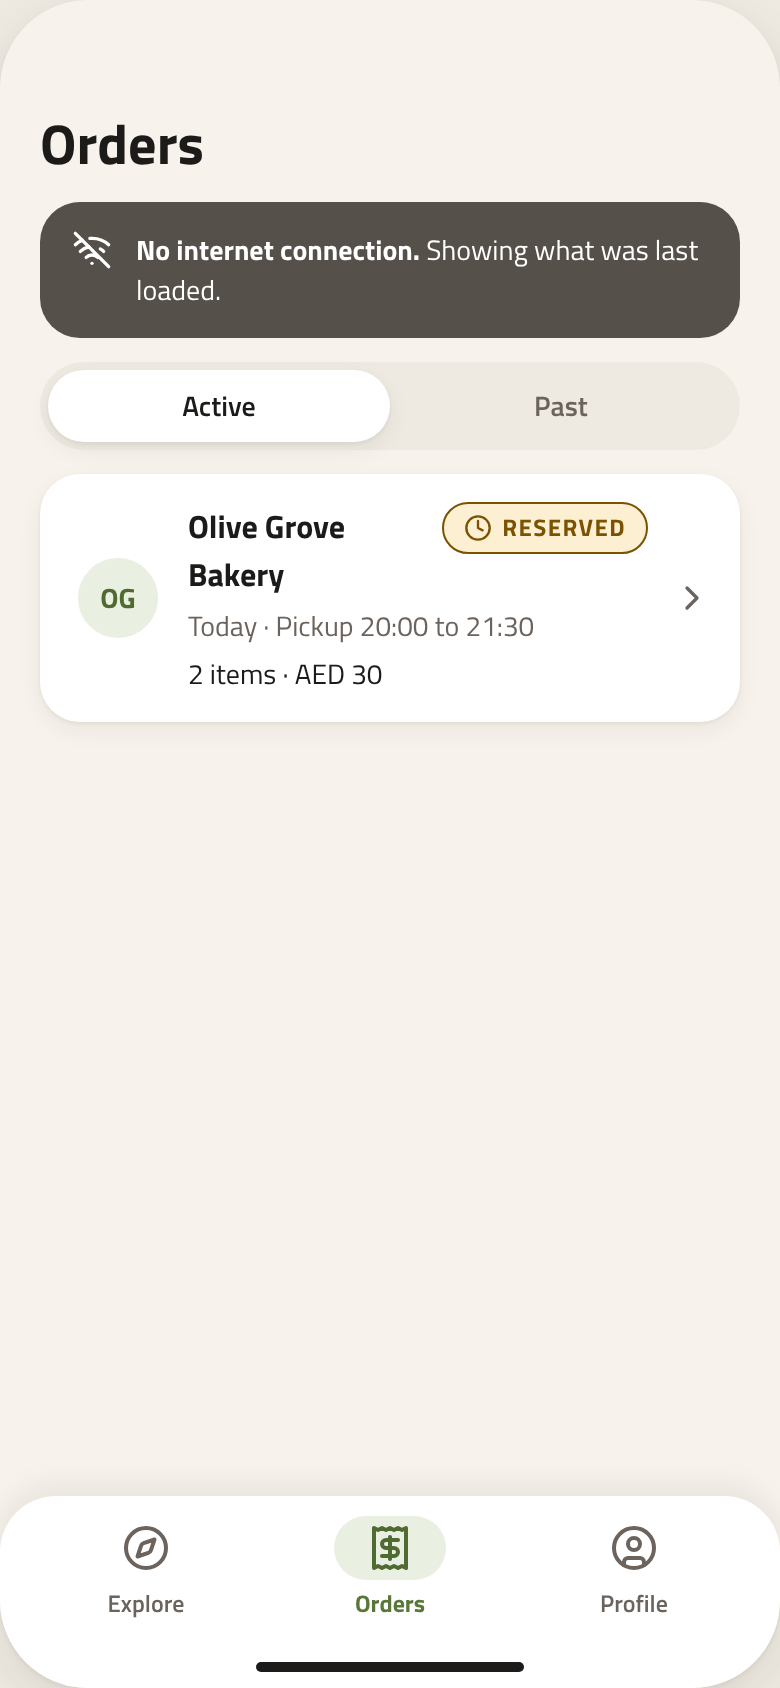 Orders
No internet connection. Showing what was last
loaded.
Active
Past
OG
Olive Grove
Bakery
RESERVED
Today · Pickup 20:00 to 21:30
2 items · AED 30
Explore
Orders
Profile